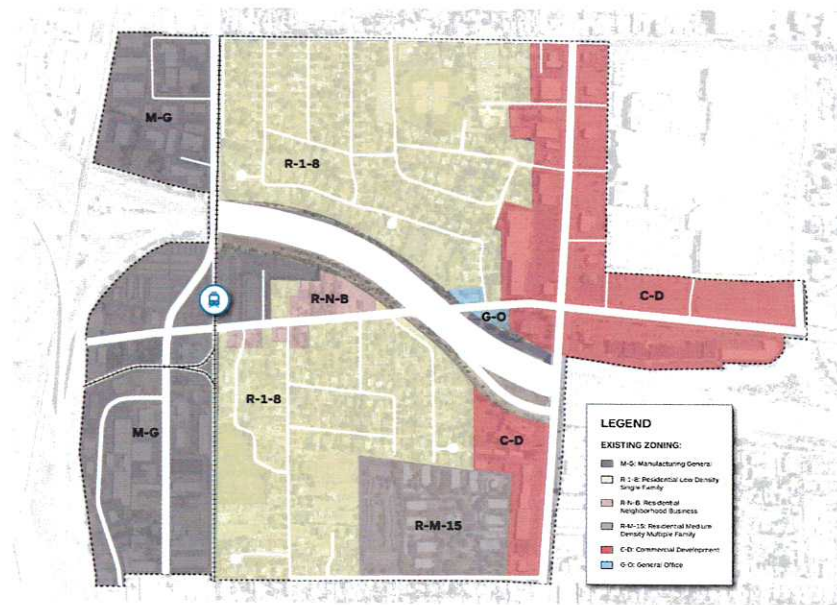 M-G
R-1-8
R-N-B
G-O
C-D
R-1-8
M-G
C-D
R-M-15
LEGEND
EXISTING ZONING:
M-G: Manufacturing General
R-1-8: Residential Low Density
Single Family
R-N-B: Residential
Neighborhood Business
R-M-15: Residential Medium
Density Multiple Family
C-D: Commercial Development
G-O: General Office